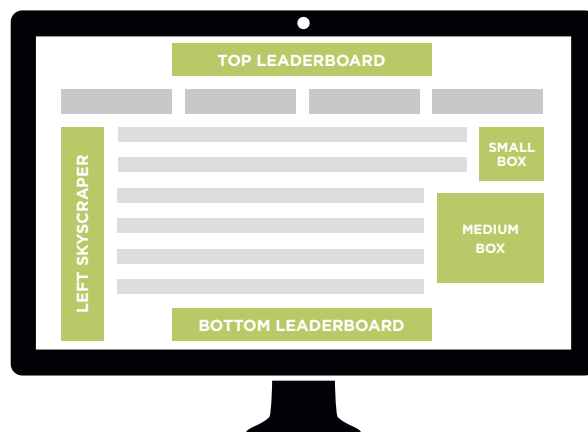 TOP LEADERBOARD
LEFT SKYSCRAPER
SMALL
BOX
MEDIUM
BOX
BOTTOM LEADERBOARD